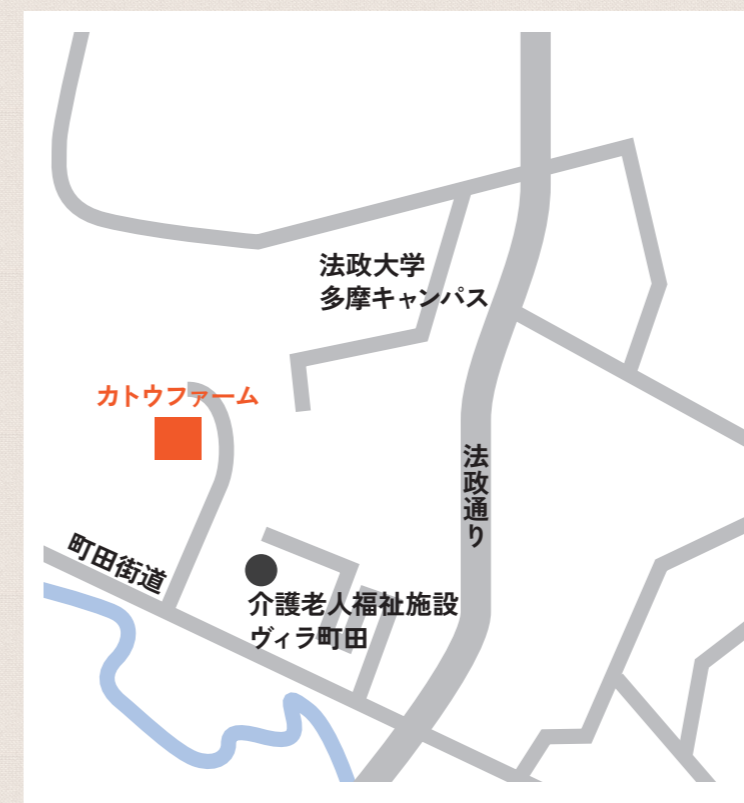 法政大学
多摩キャンパス
カトウファーム
法政通り
町田街道
介護老人福祉施設
ヴィラ町田